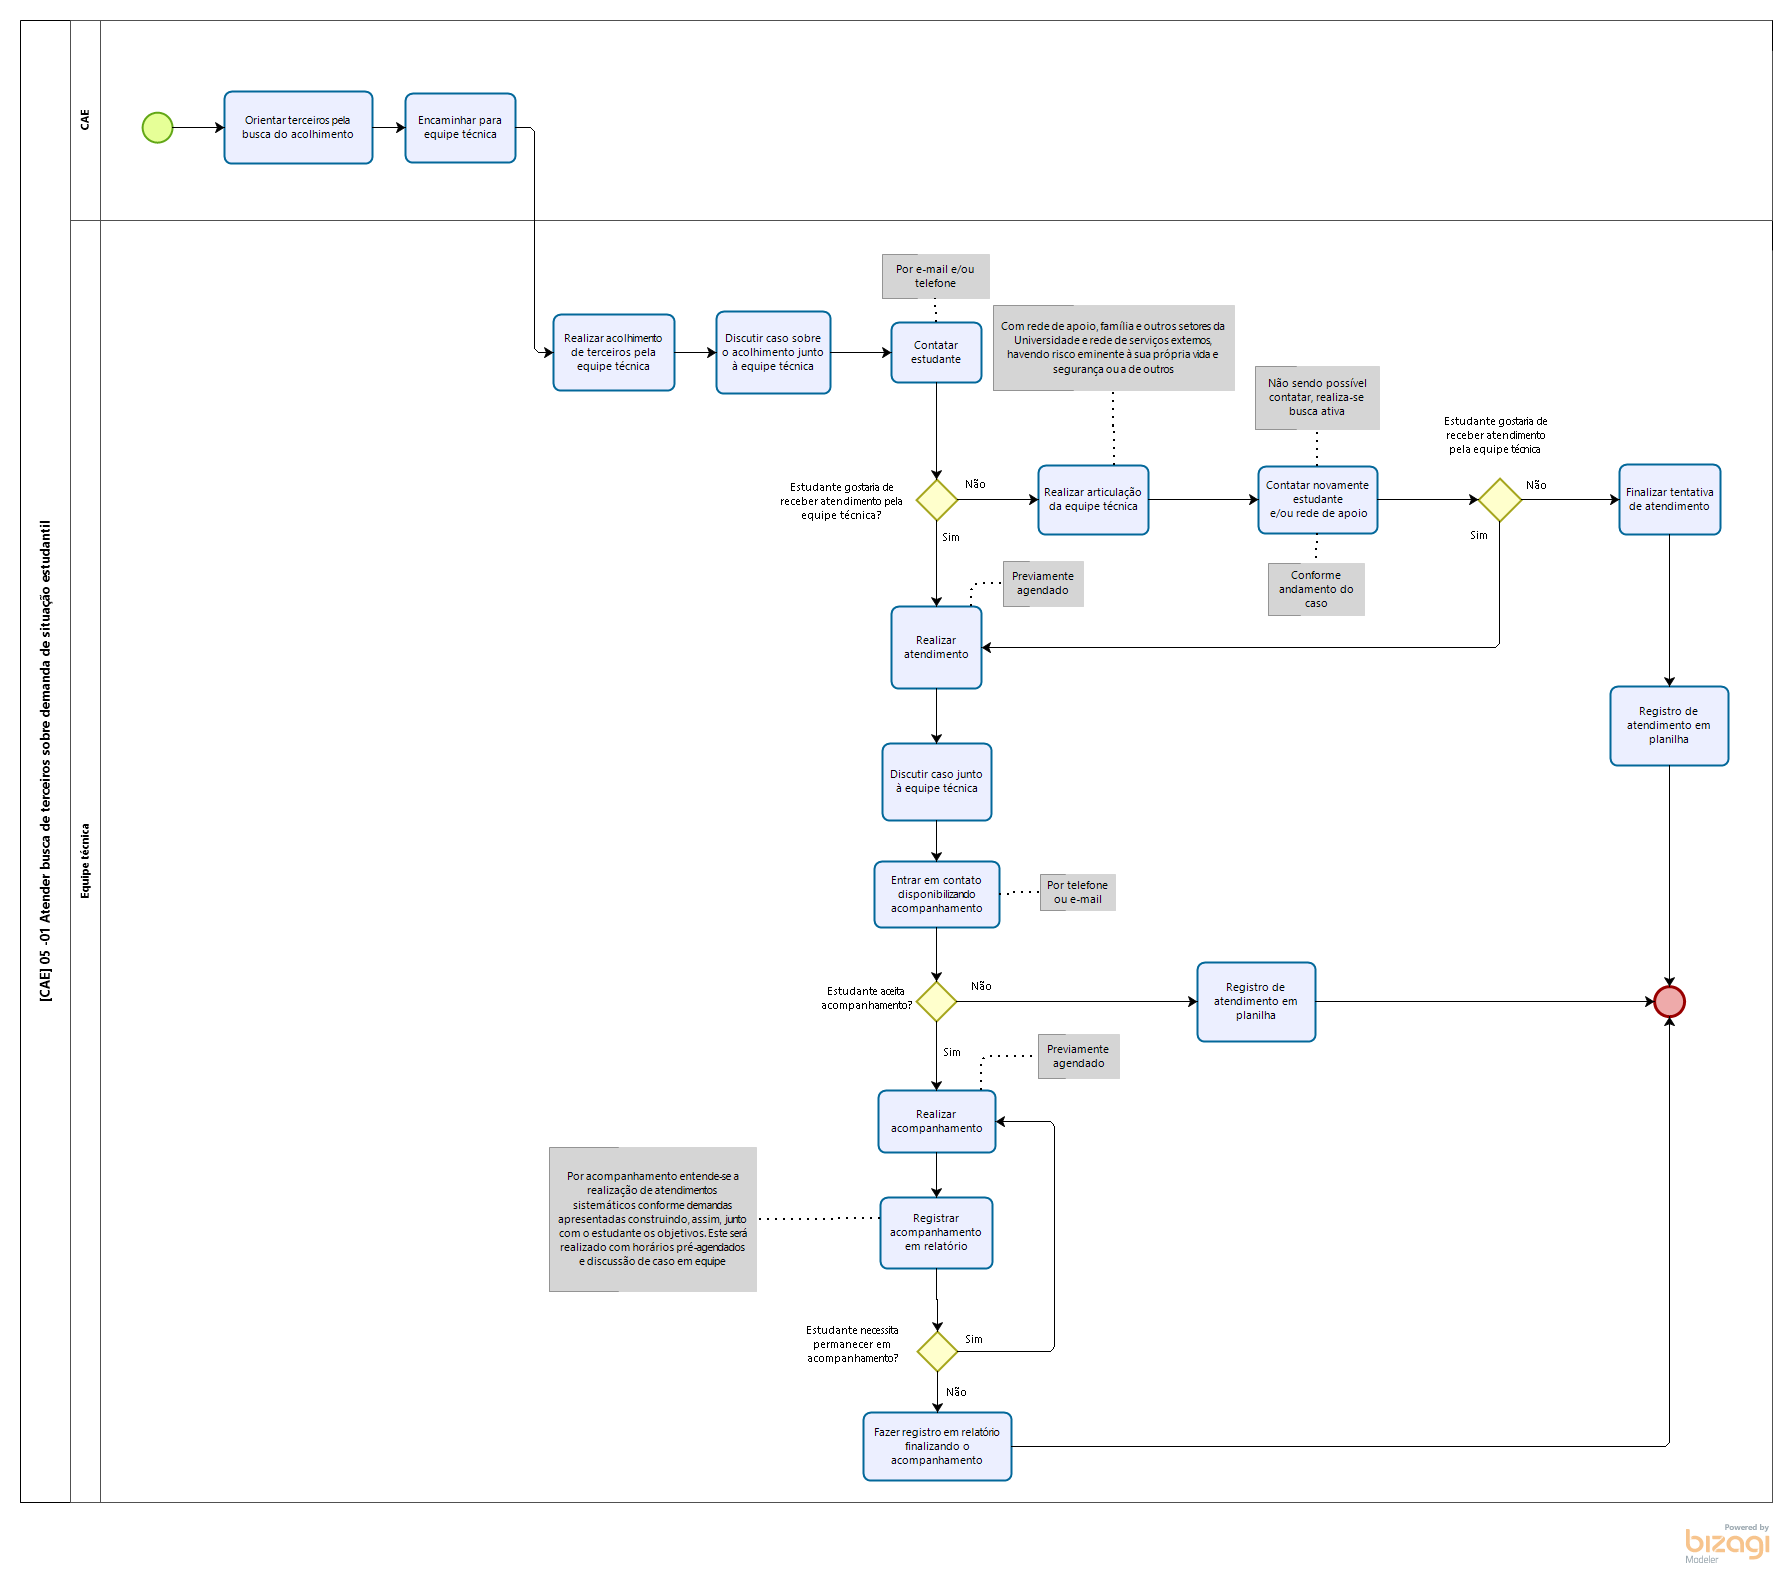 [CAE] 05 -01 Atender busca de terceiros sobre demanda de situação estudantil
CAE
Orientar terceiros pela
busca do acolhimento
Encaminhar para
equipe técnica
Equipe técnica
Realizar acolhimento
de terceiros pela
equipe técnica
Discutir caso sobre
o acolhimento junto
à equipe técnica
Por e-mail e/ou
telefone
Contatar
estudante
Com rede de apoio, família e outros setores da
Universidade e rede de serviços externos,
havendo risco eminente à sua própria vida e
segurança ou a de outros
Não sendo possível
contatar, realiza-se
busca ativa
Estudante gostaria de
receber atendimento
pela equipe técnica
Estudante gostaria de
receber atendimento pela
equipe técnica?
Não
Realizar articulação
da equipe técnica
Contatar novamente
estudante
e/ou rede de apoio
Não
Finalizar tentativa
de atendimento
Sim
Sim
Previamente
agendado
Conforme
andamento do
caso
Realizar
atendimento
Registro de
atendimento em
planilha
Discutir caso junto
à equipe técnica
Entrar em contato
disponibilizando
acompanhamento
Por telefone
ou e-mail
Estudante aceita
acompanhamento?
Não
Registro de
atendimento em
planilha
Sim
Previamente
agendado
Realizar
acompanhamento
Por acompanhamento entende-se a
realização de atendimentos
sistemáticos conforme demandas
apresentadas construindo, assim, junto
com o estudante os objetivos. Este será
realizado com horários pré-agendados
e discussão de caso em equipe
Registrar
acompanhamento
em relatório
Estudante necessita
permanecer em
acompanhamento?
Sim
Não
Fazer registro em relatório
finalizando o
acompanhamento
Powered by
bizagi
Modeler